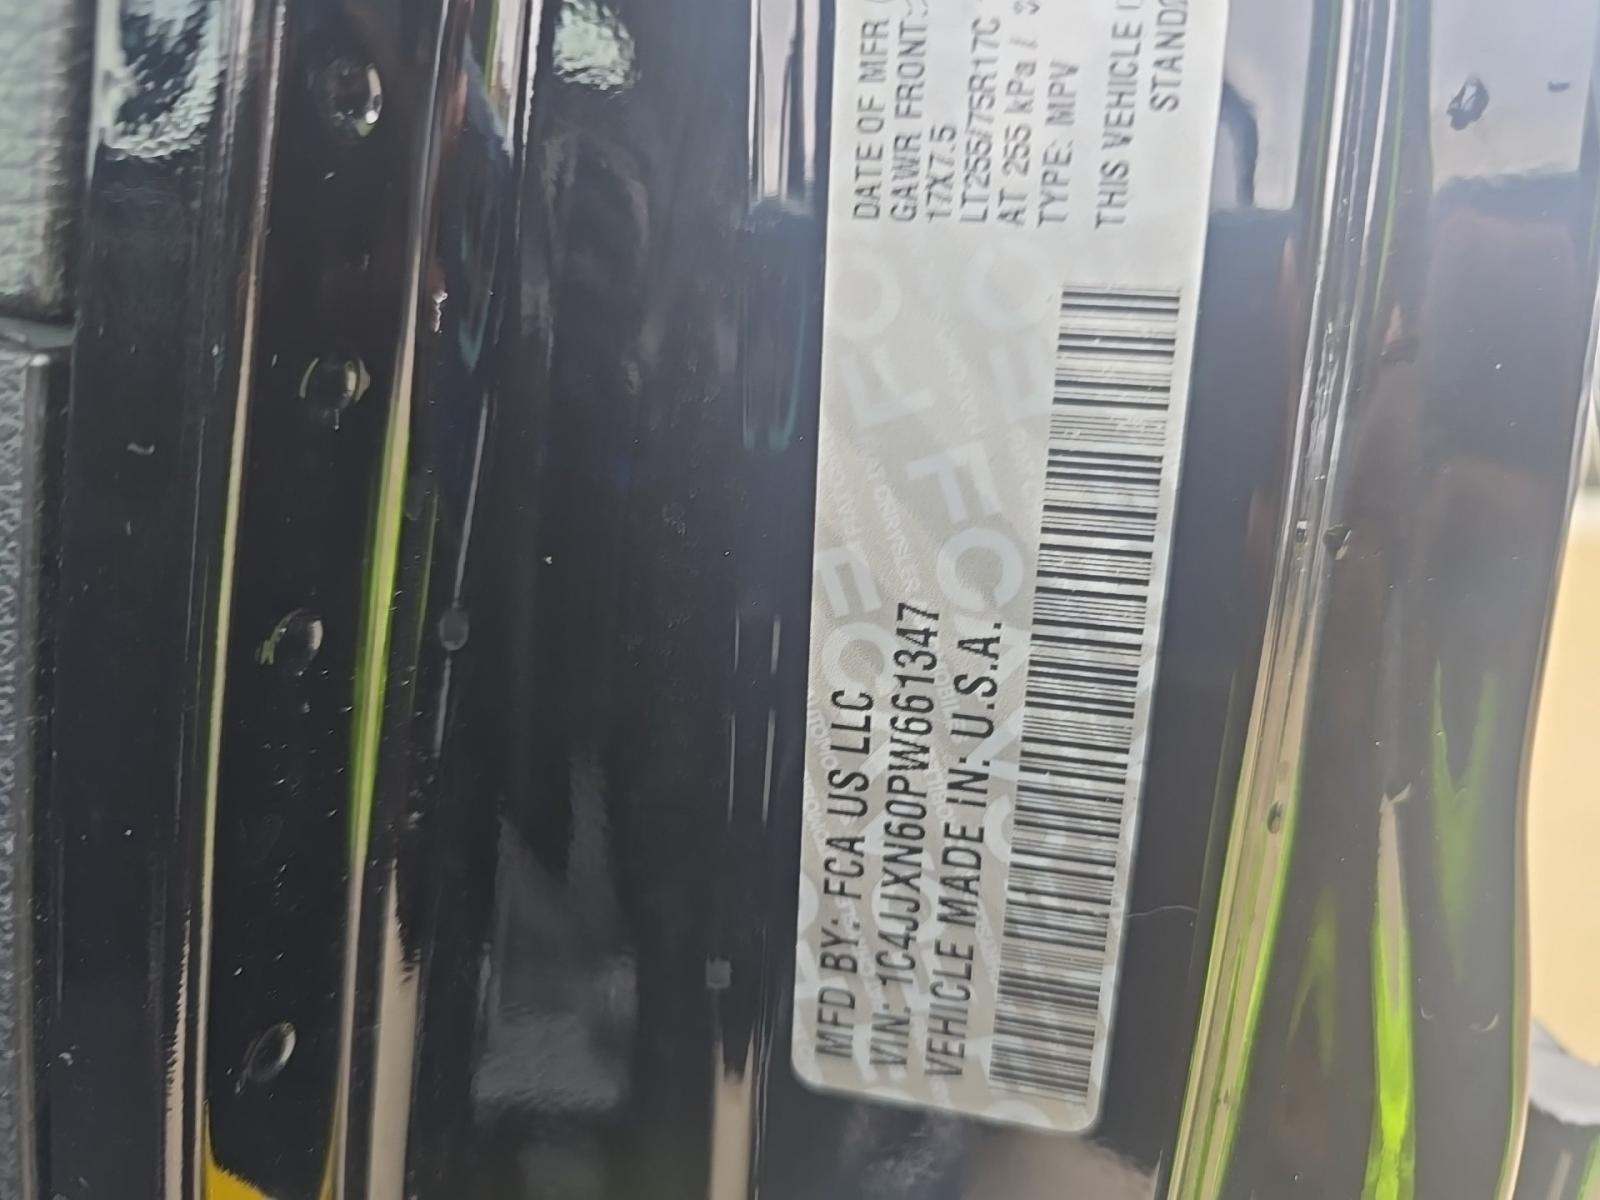 MFD BY: FCA US LLC
VIN: 1C4JJXN60PW661347
VEHICLE MADE IN: U.S.A.
DATE OF MFR
GAWR FRONT:
17X7.5
LT255/75R17C
AT 255 kPa /
TYPE: MPV
THIS VEHICLE